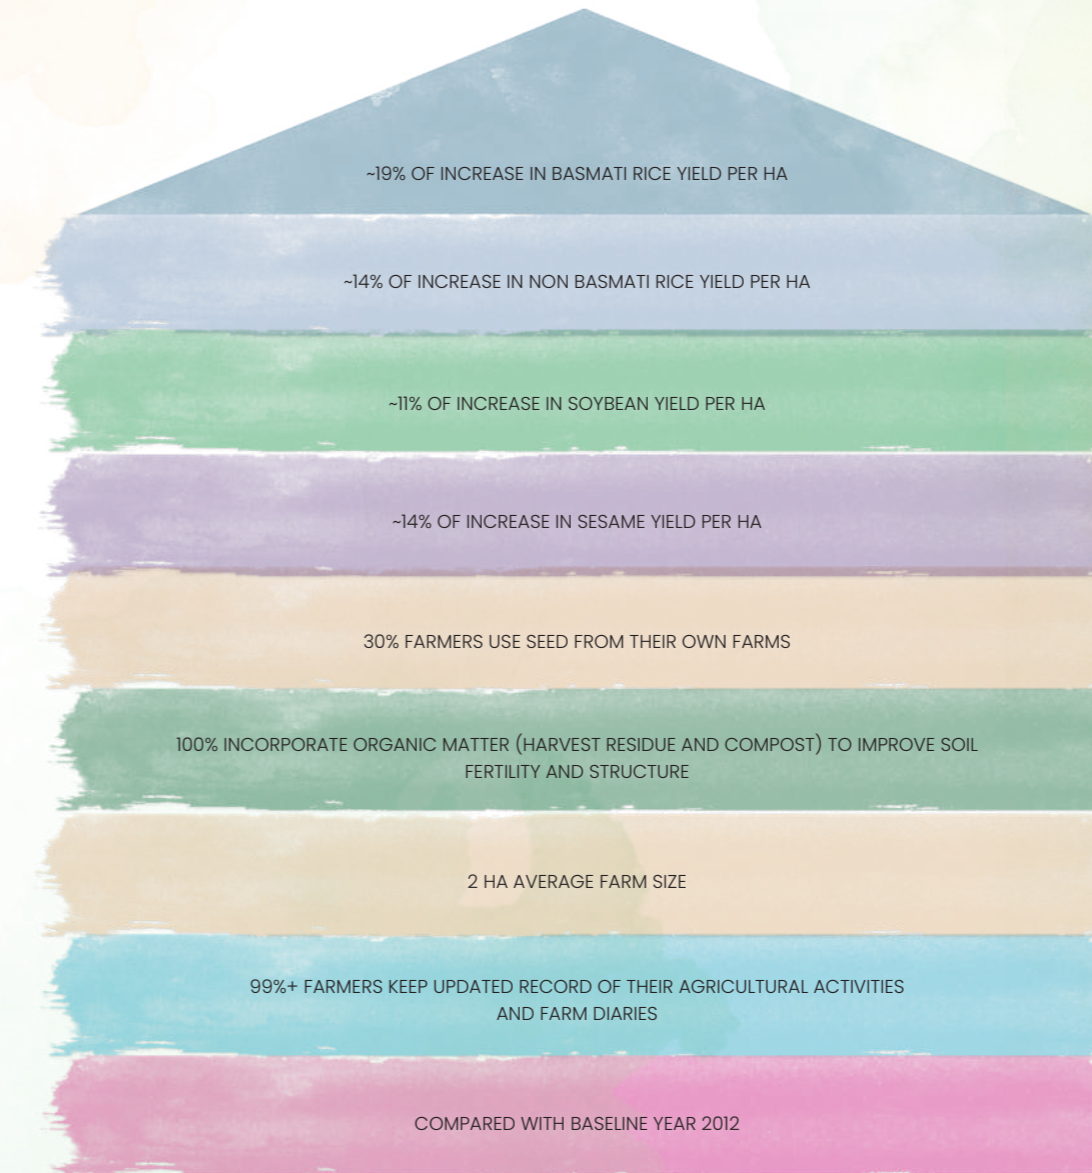 ~19% OF INCREASE IN BASMATI RICE YIELD PER HA
~14% OF INCREASE IN NON BASMATI RICE YIELD PER HA
~11% OF INCREASE IN SOYBEAN YIELD PER HA
~14% OF INCREASE IN SESAME YIELD PER HA
30% FARMERS USE SEED FROM THEIR OWN FARMS
100% INCORPORATE ORGANIC MATTER (HARVEST RESIDUE AND COMPOST) TO IMPROVE SOIL
FERTILITY AND STRUCTURE
2 HA AVERAGE FARM SIZE
99%+ FARMERS KEEP UPDATED RECORD OF THEIR AGRICULTURAL ACTIVITIES
AND FARM DIARIES
COMPARED WITH BASELINE YEAR 2012